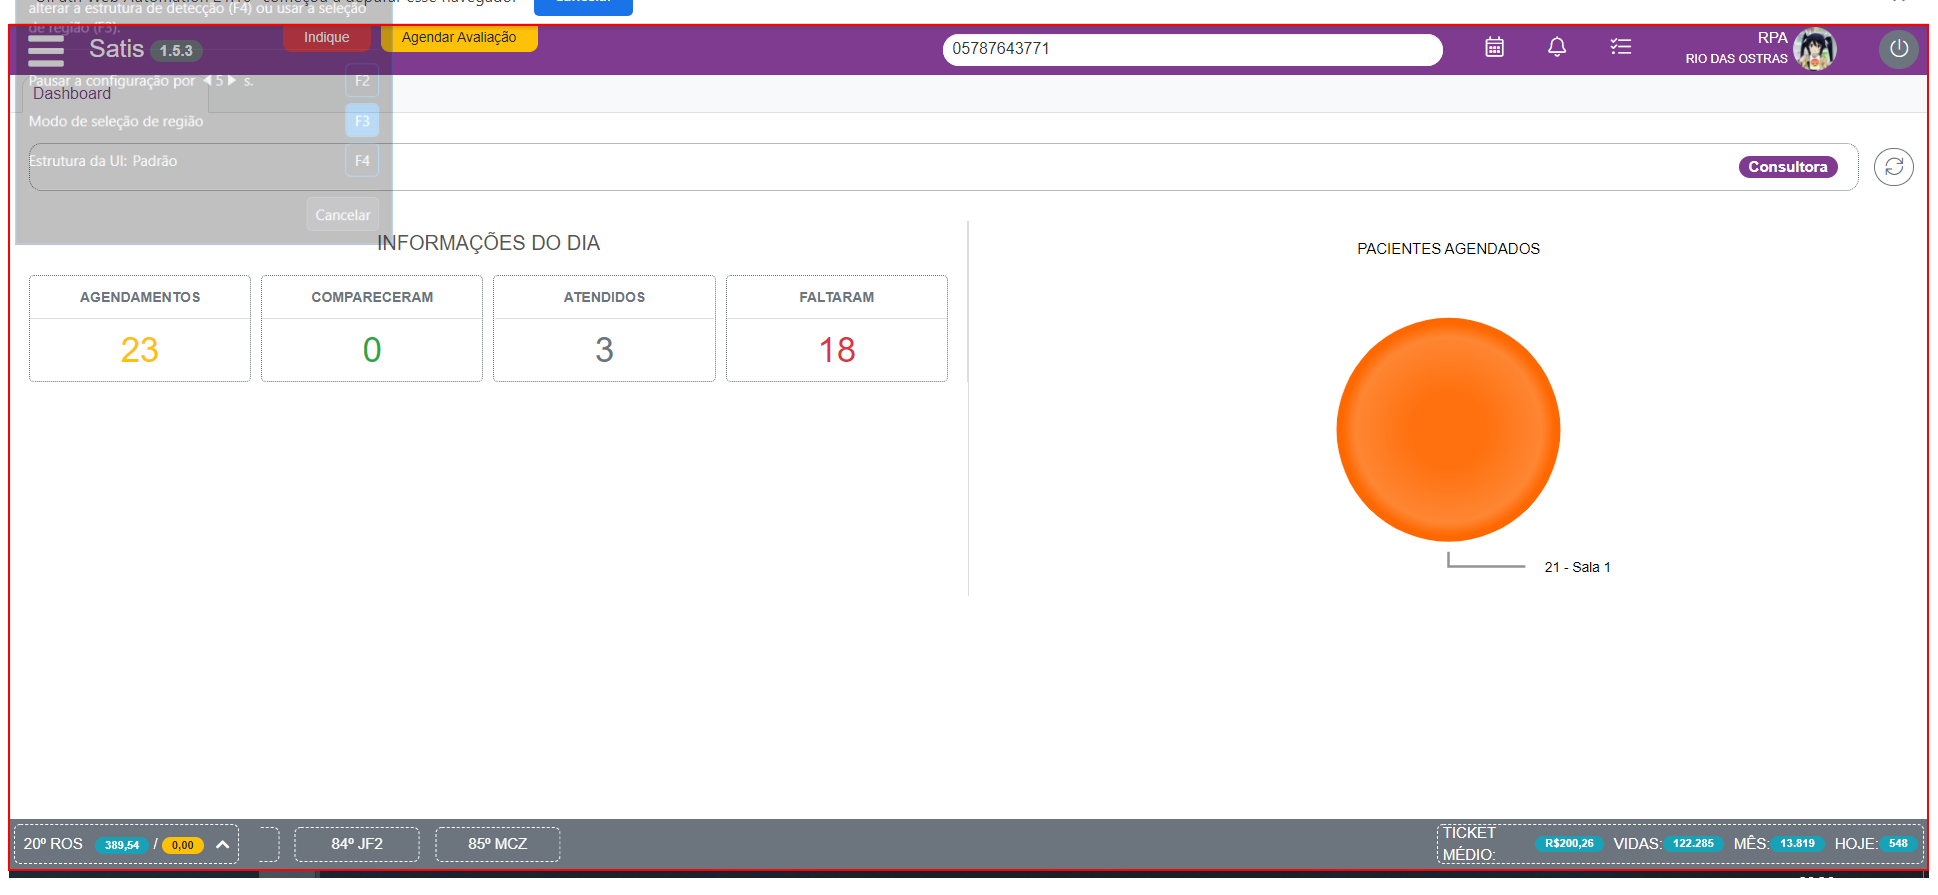 alterar a estrutura de detecção (F4) ou usar a seleção
de região (F3).
Satis 1.5.3
Indique
Agendar Avaliação
05787643771
RPA
RIO DAS OSTRAS
Pausar a configuração por 5 s.
F2
Dashboard
Modo de seleção de região
F3
Estrutura da UI: Padrão
F4
Consultora
Cancelar
INFORMAÇÕES DO DIA
PACIENTES AGENDADOS
AGENDAMENTOS
COMPARECERAM
ATENDIDOS
FALTARAM
23
0
3
18
21 - Sala 1
20º ROS 389,54 / 0,00
84º JF2
85º MCZ
TICKET
MÉDIO: R$200,26 VIDAS: 122.285 MÊS: 13.819 HOJE: 548